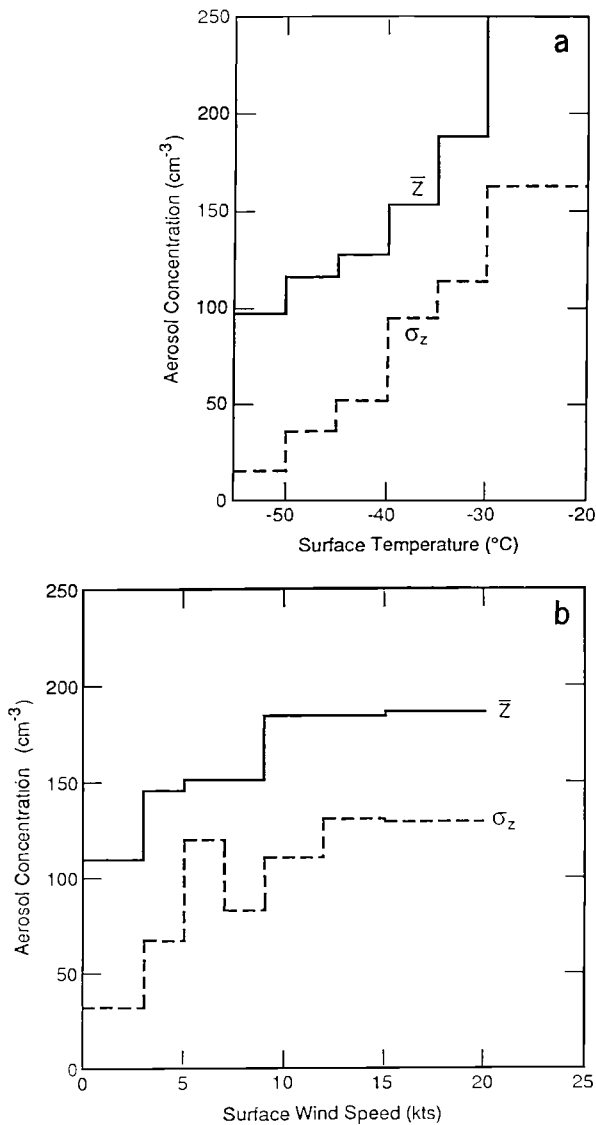 a
250
200
150
100
50
0
Aerosol Concentration (cm⁻³)
Z̅
σz
-50
-40
-30
-20
Surface Temperature (°C)
b
250
200
150
100
50
0
Aerosol Concentration (cm⁻³)
Z̅
σz
0
5
10
15
20
25
Surface Wind Speed (kts)